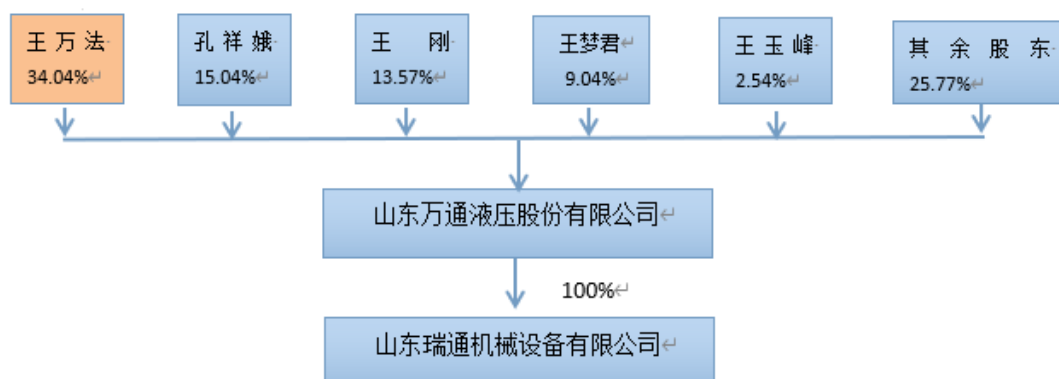 王万法
34.04%
孔祥娥
15.04%
王刚
13.57%
王梦君
9.04%
王玉峰
2.54%
其余股东
25.77%
山东万通液压股份有限公司
100%
山东瑞通机械设备有限公司